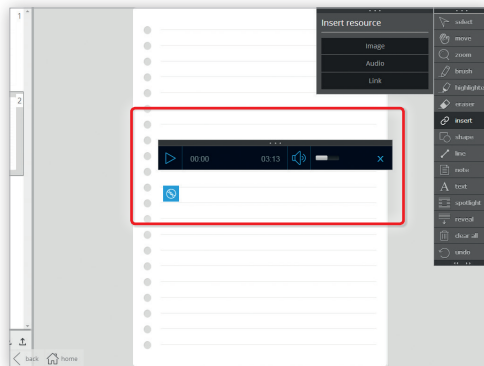 1
2
Insert resource
Image
Audio
Link
00:00
03:13
x
select
move
zoom
brush
highlighter
eraser
insert
shape
line
note
text
spotlight
reveal
clear all
undo
back
home